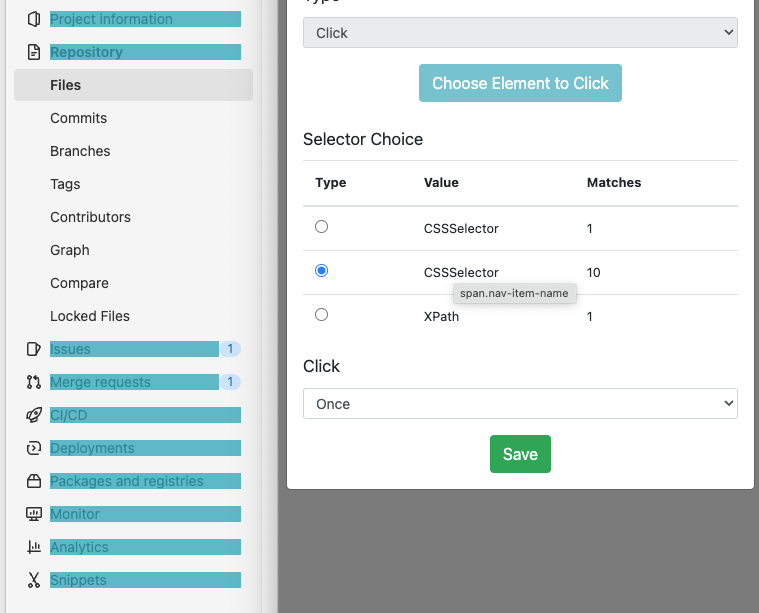 Project information
Repository
Files
Commits
Branches
Tags
Contributors
Graph
Compare
Locked Files
Issues 1
Merge requests 1
CI/CD
Deployments
Packages and registries
Monitor
Analytics
Snippets
Click
Choose Element to Click
Selector Choice
Type Value Matches
CSSSelector 1
CSSSelector 10
span.nav-item-name
XPath 1
Click
Once
Save